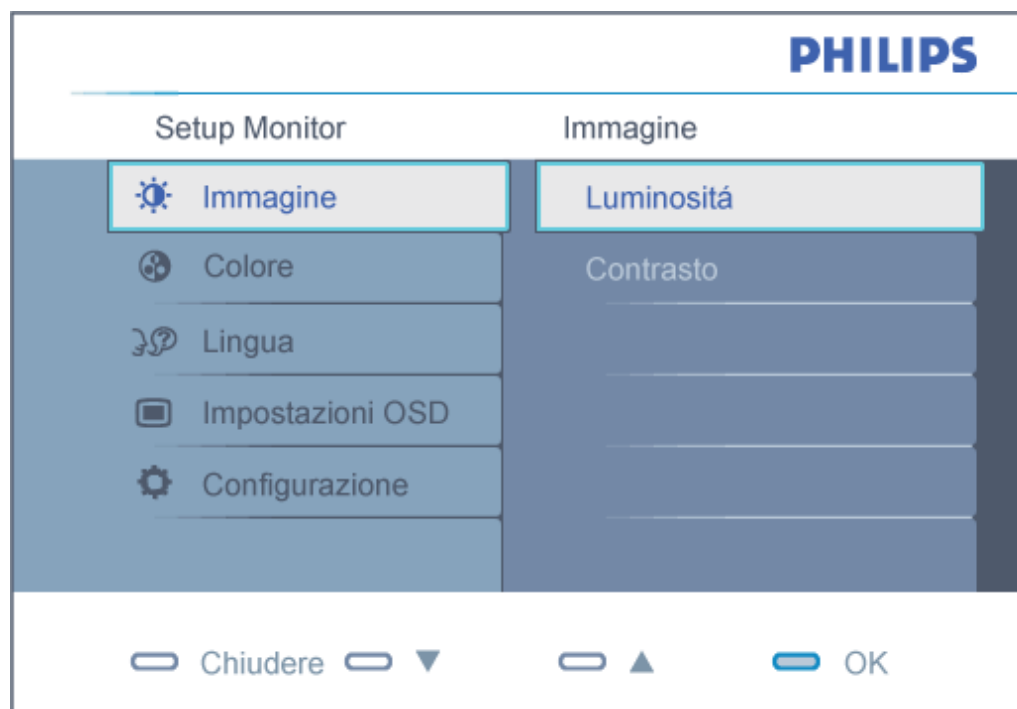 PHILIPS
Setup Monitor Immagine
Immagine Luminositá
Colore Contrasto
Lingua
Impostazioni OSD
Configurazione
Chiudere ▼ ▲ OK